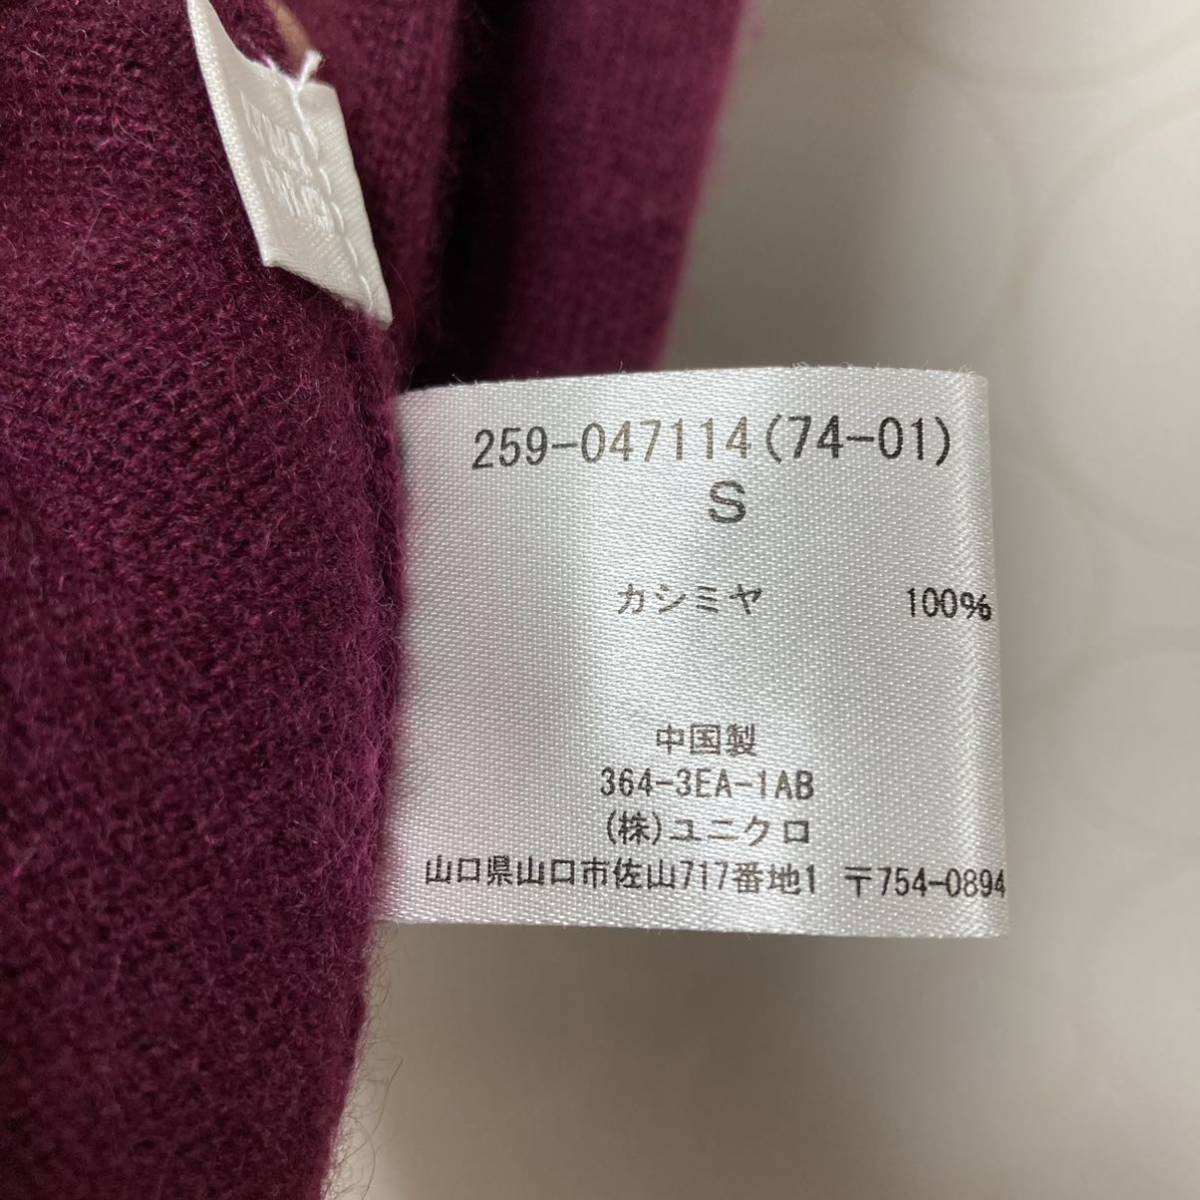 259-047114(74-01)
S
カシミヤ 100%
中国製
364-3EA-1AB
(株)ユニクロ
山口県山口市佐山717番地1 〒754-0894